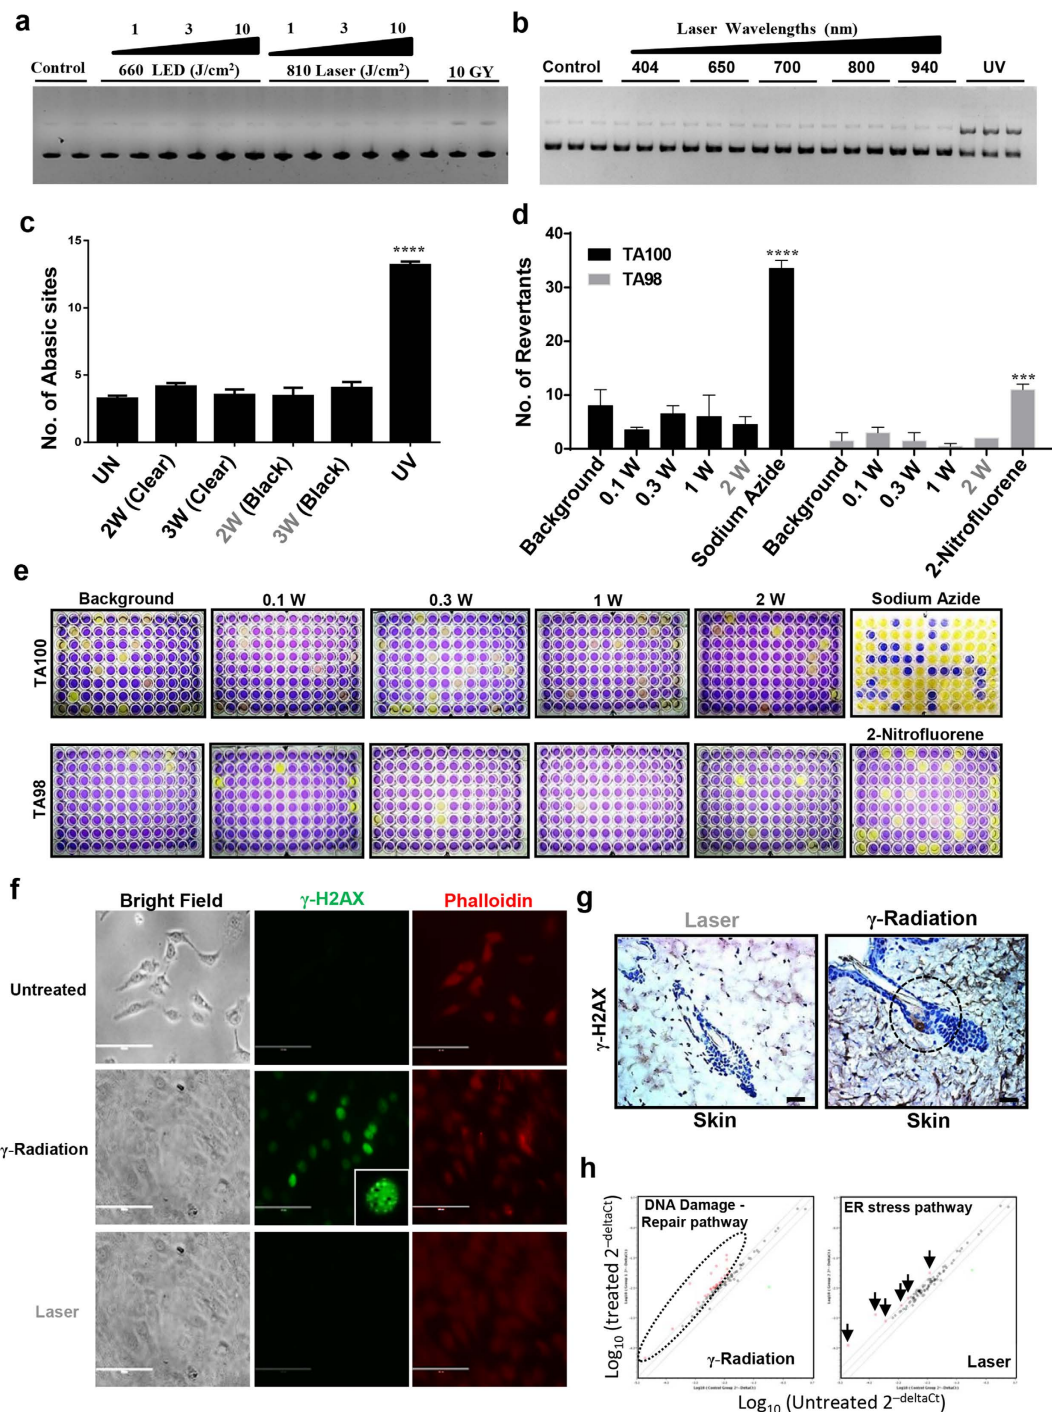 a
1 3 10 1 3 10
Control 660 LED (J/cm²) 810 Laser (J/cm²) 10 GY
b
Laser Wavelengths (nm)
Control 404 650 700 800 940 UV
c
No. of Abasic sites
15
10
5
0
****
UN
2W (Clear)
3W (Clear)
2W (Black)
3W (Black)
UV
d
No. of Revertants
40
30
20
10
0
TA100
TA98
****
***
Background
0.1 W
0.3 W
1 W
2 W
Sodium Azide
Background
0.1 W
0.3 W
1 W
2 W
2-Nitrofluorene
e
Background 0.1 W 0.3 W 1 W 2 W Sodium Azide
TA100
2-Nitrofluorene
TA98
f
Bright Field γ-H2AX Phalloidin
Untreated
γ-Radiation
Laser
g
Laser γ-Radiation
γ-H2AX
Skin Skin
h
Log₁₀ (treated 2⁻ᵈᵉˡᵗᵃᶜᵗ)
DNA Damage -
Repair pathway
γ-Radiation
ER stress pathway
Laser
Log₁₀ (Untreated 2⁻ᵈᵉˡᵗᵃᶜᵗ)